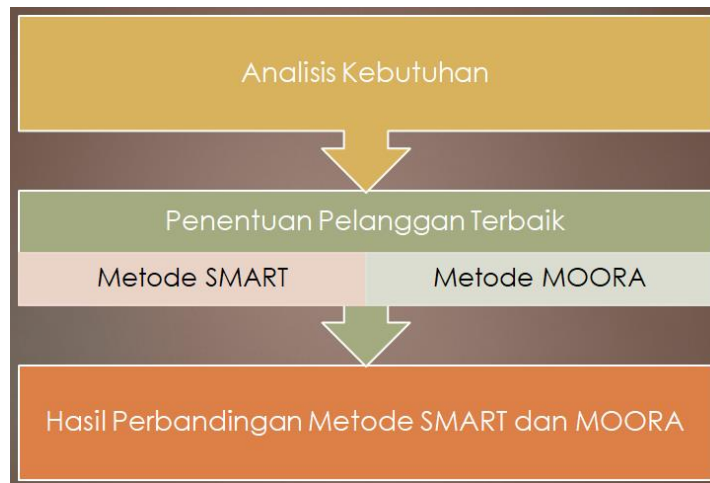 Analisis Kebutuhan
Penentuan Pelanggan Terbaik
Metode SMART
Metode MOORA
Hasil Perbandingan Metode SMART dan MOORA